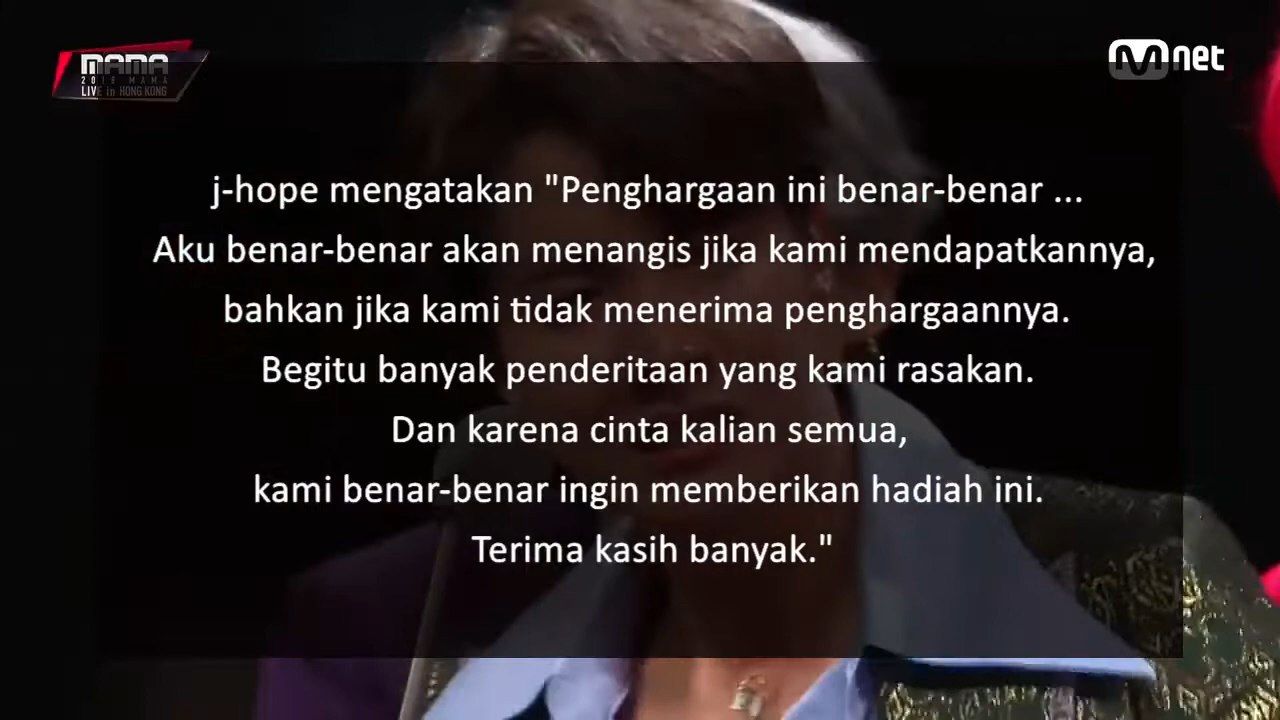 MAMA
2018 MAMA
LIVE in HONG KONG
Mnet
j-hope mengatakan "Penghargaan ini benar-benar ...
Aku benar-benar akan menangis jika kami mendapatkannya,
bahkan jika kami tidak menerima penghargaannya.
Begitu banyak penderitaan yang kami rasakan.
Dan karena cinta kalian semua,
kami benar-benar ingin memberikan hadiah ini.
Terima kasih banyak."